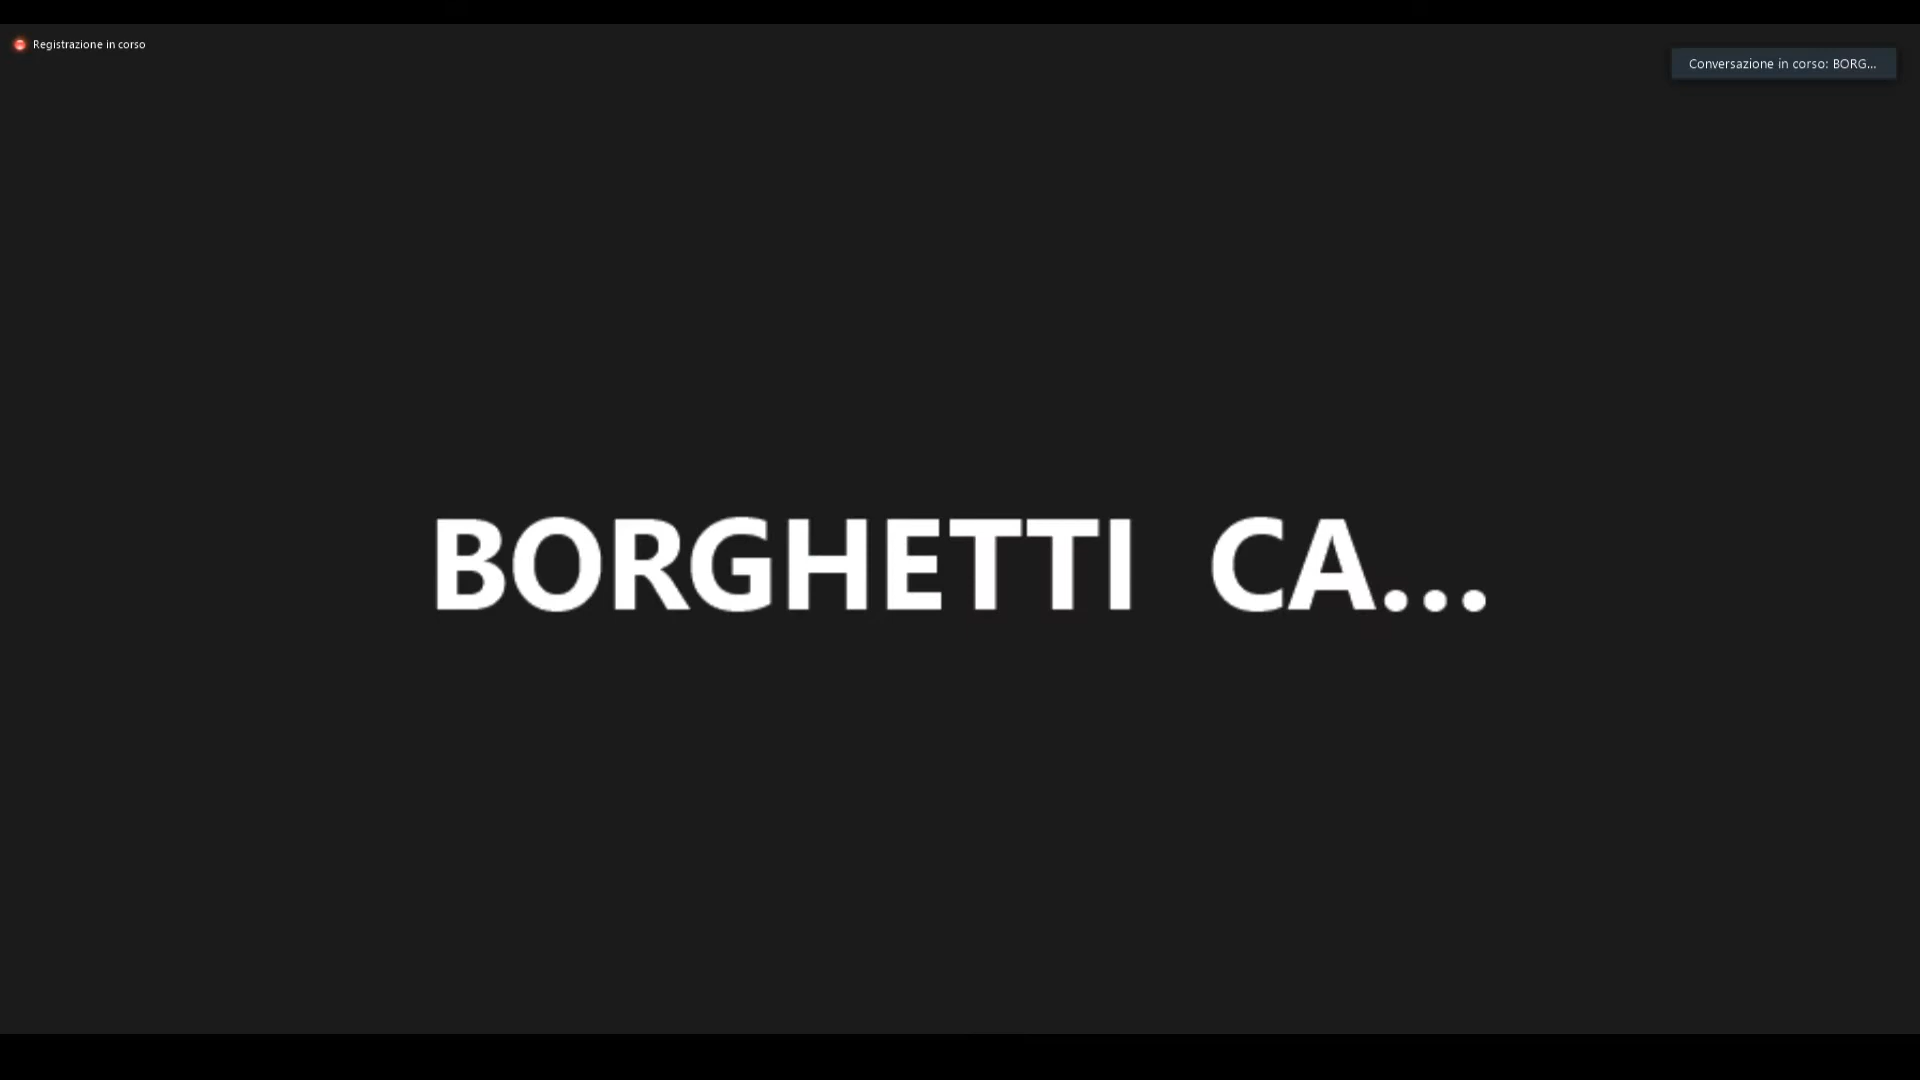 Registrazione in corso
Conversazione in corso: BORG...
BORGHETTI CA...